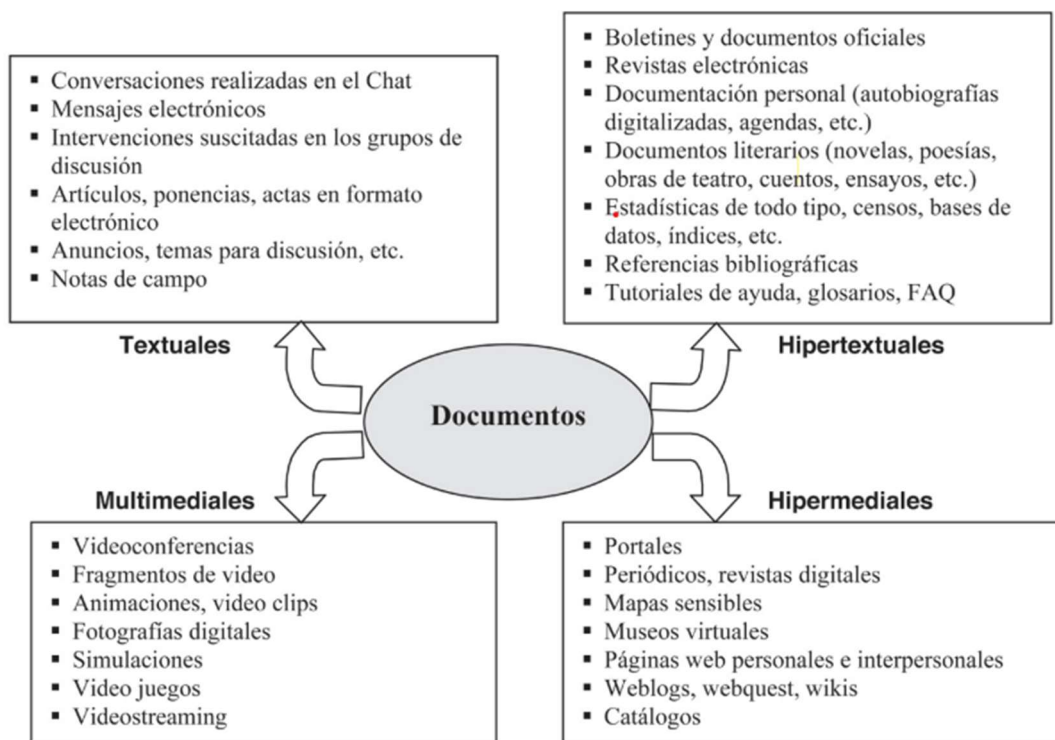 ▪ Conversaciones realizadas en el Chat
▪ Mensajes electrónicos
▪ Intervenciones suscitadas en los grupos de
discusión
▪ Artículos, ponencias, actas en formato
electrónico
▪ Anuncios, temas para discusión, etc.
▪ Notas de campo
Textuales
▪ Boletines y documentos oficiales
▪ Revistas electrónicas
▪ Documentación personal (autobiografías
digitalizadas, agendas, etc.)
▪ Documentos literarios (novelas, poesías,
obras de teatro, cuentos, ensayos, etc.)
▪ Estadísticas de todo tipo, censos, bases de
datos, índices, etc.
▪ Referencias bibliográficas
▪ Tutoriales de ayuda, glosarios, FAQ
Hipertextuales
Documentos
Multimediales
▪ Videoconferencias
▪ Fragmentos de video
▪ Animaciones, video clips
▪ Fotografías digitales
▪ Simulaciones
▪ Video juegos
▪ Videostreaming
Hipermediales
▪ Portales
▪ Periódicos, revistas digitales
▪ Mapas sensibles
▪ Museos virtuales
▪ Páginas web personales e interpersonales
▪ Weblogs, webquest, wikis
▪ Catálogos